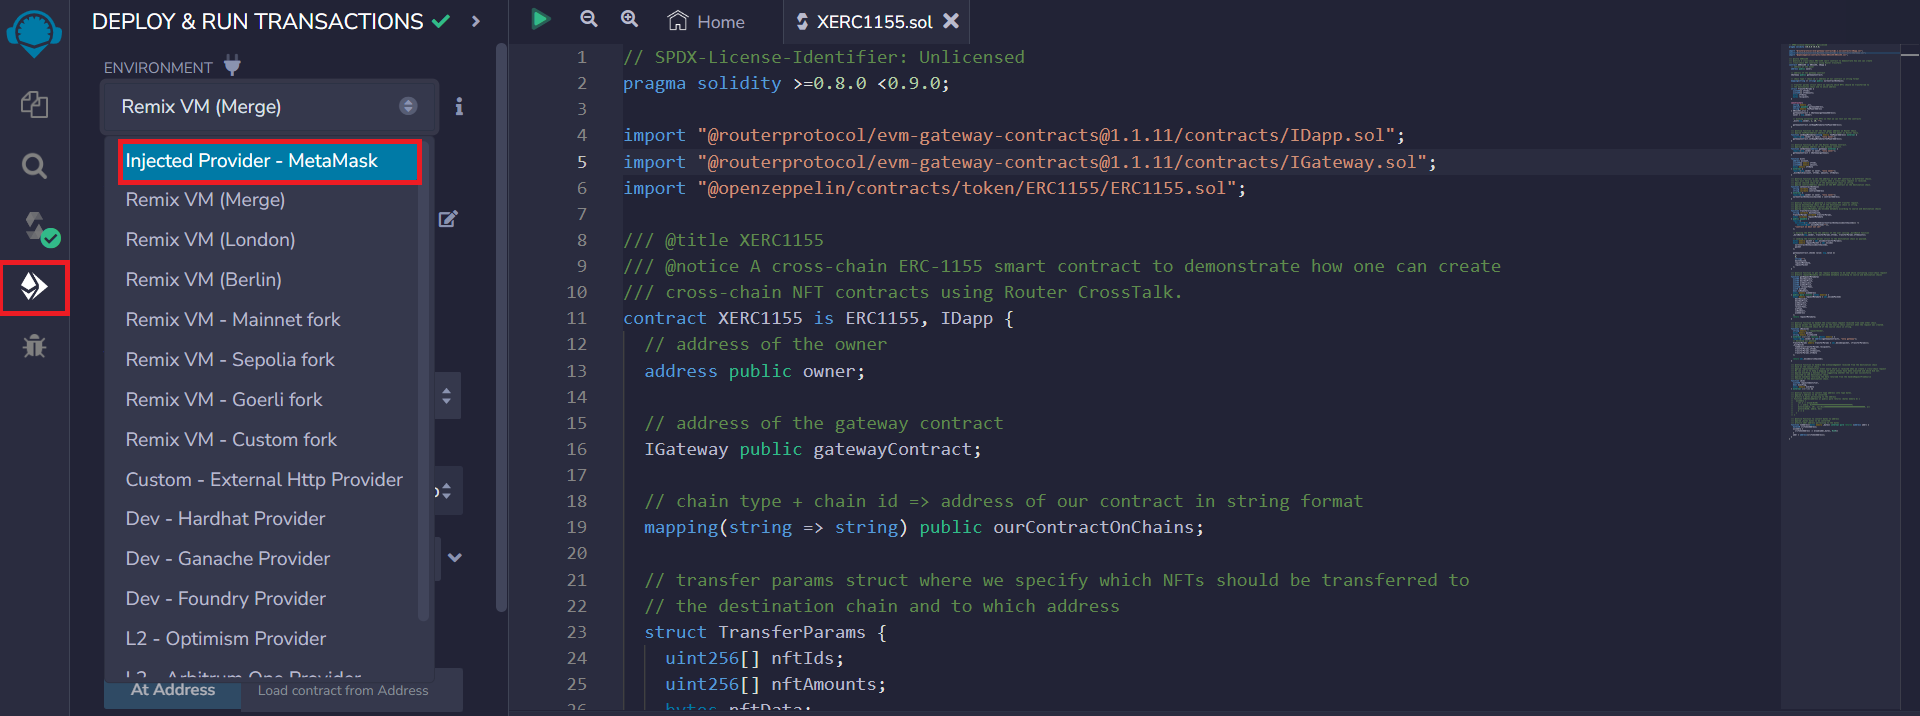 DEPLOY & RUN TRANSACTIONS
ENVIRONMENT
Remix VM (Merge)
Injected Provider - MetaMask
Remix VM (Merge)
Remix VM (London)
Remix VM (Berlin)
Remix VM - Mainnet fork
Remix VM - Sepolia fork
Remix VM - Goerli fork
Remix VM - Custom fork
Custom - External Http Provider
Dev - Hardhat Provider
Dev - Ganache Provider
Dev - Foundry Provider
L2 - Optimism Provider
L2 - Arbitrum One Provider
At Address
Load contract from Address
Home
XERC1155.sol
1 // SPDX-License-Identifier: Unlicensed
2 pragma solidity >=0.8.0 <0.9.0;
3
4 import "@routerprotocol/evm-gateway-contracts@1.1.11/contracts/IDapp.sol";
5 import "@routerprotocol/evm-gateway-contracts@1.1.11/contracts/IGateway.sol";
6 import "@openzeppelin/contracts/token/ERC1155/ERC1155.sol";
7
8 /// @title XERC1155
9 /// @notice A cross-chain ERC-1155 smart contract to demonstrate how one can create
10 /// cross-chain NFT contracts using Router CrossTalk.
11 contract XERC1155 is ERC1155, IDapp {
12 // address of the owner
13 address public owner;
14
15 // address of the gateway contract
16 IGateway public gatewayContract;
17
18 // chain type + chain id => address of our contract in string format
19 mapping(string => string) public ourContractOnChains;
20
21 // transfer params struct where we specify which NFTs should be transferred to
22 // the destination chain and to which address
23 struct TransferParams {
24 uint256[] nftIds;
25 uint256[] nftAmounts;
26 bytes nftData;